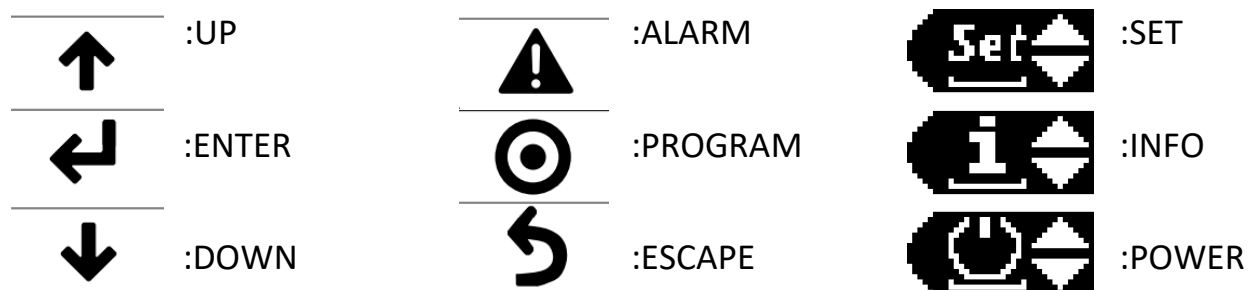 :UP :ALARM Set :SET
:ENTER :PROGRAM i :INFO
:DOWN :ESCAPE :POWER